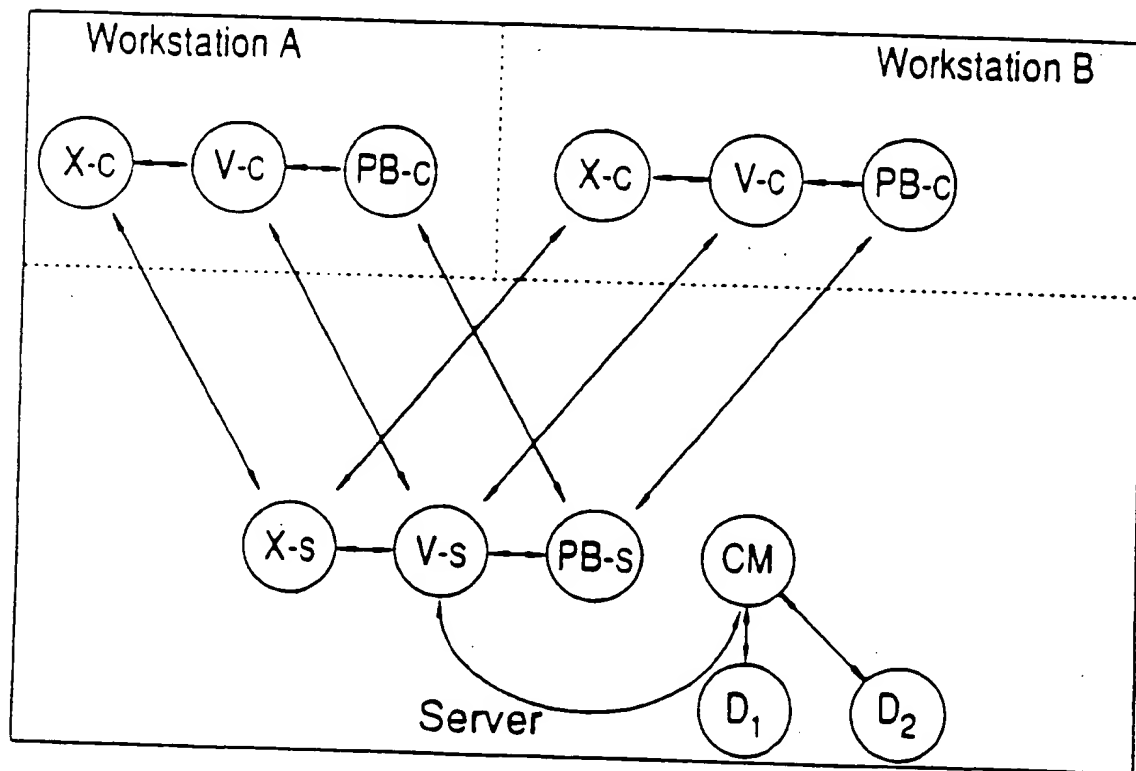 Workstation A
Workstation B
X-c
V-c
PB-c
X-c
V-c
PB-c
X-s
V-s
PB-s
CM
Server
D1
D2